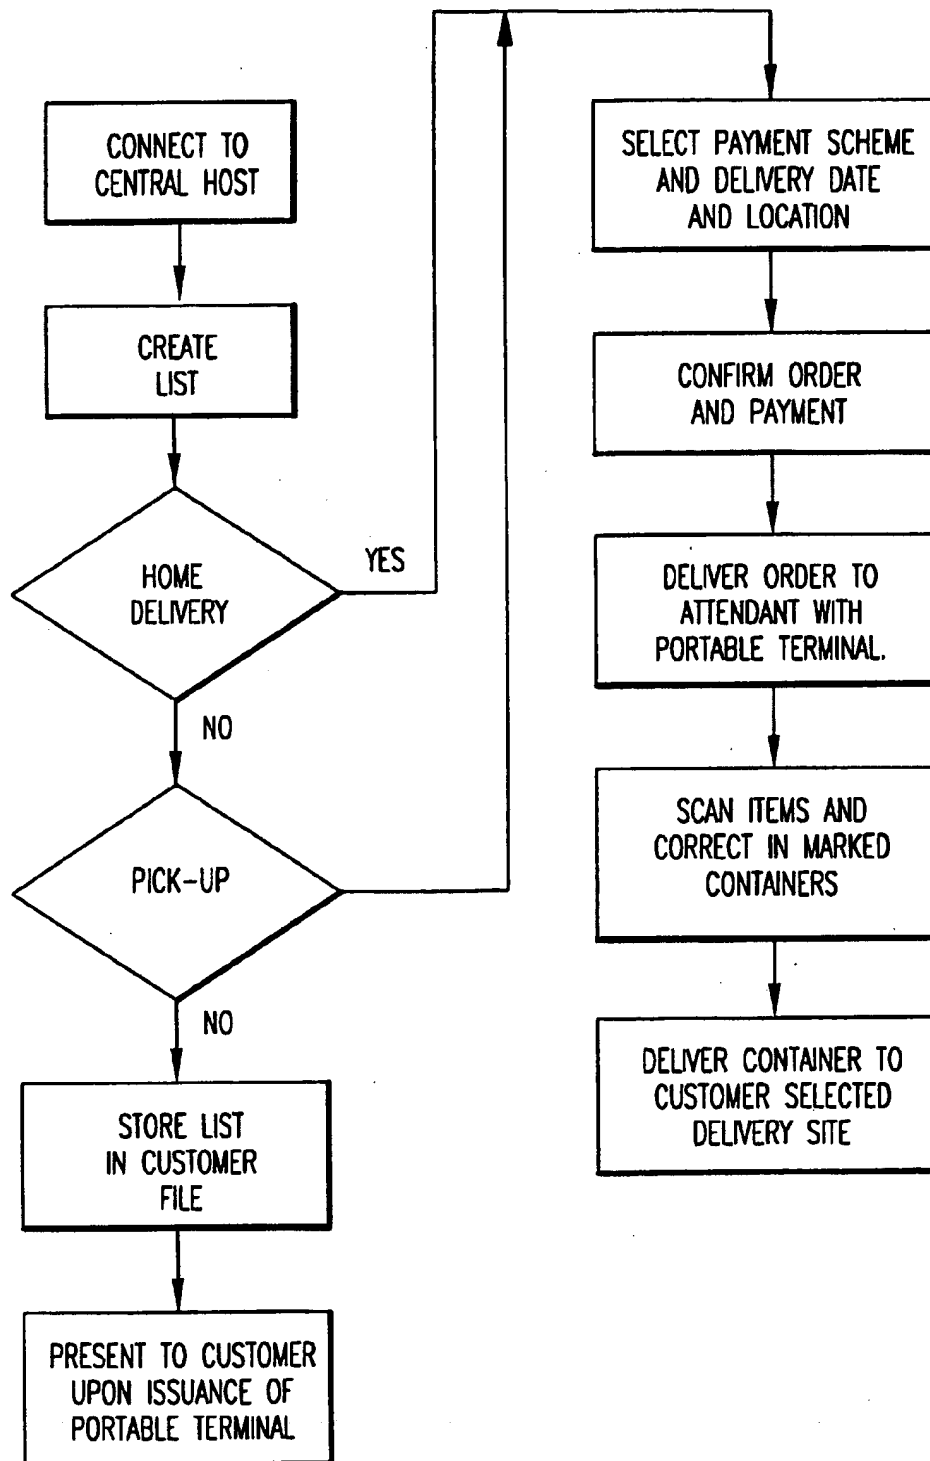 CONNECT TO
CENTRAL HOST
CREATE
LIST
HOME
DELIVERY
YES
NO
PICK-UP
NO
STORE LIST
IN CUSTOMER
FILE
PRESENT TO CUSTOMER
UPON ISSUANCE OF
PORTABLE TERMINAL
SELECT PAYMENT SCHEME
AND DELIVERY DATE
AND LOCATION
CONFIRM ORDER
AND PAYMENT
DELIVER ORDER TO
ATTENDANT WITH
PORTABLE TERMINAL.
SCAN ITEMS AND
CORRECT IN MARKED
CONTAINERS
DELIVER CONTAINER TO
CUSTOMER SELECTED
DELIVERY SITE